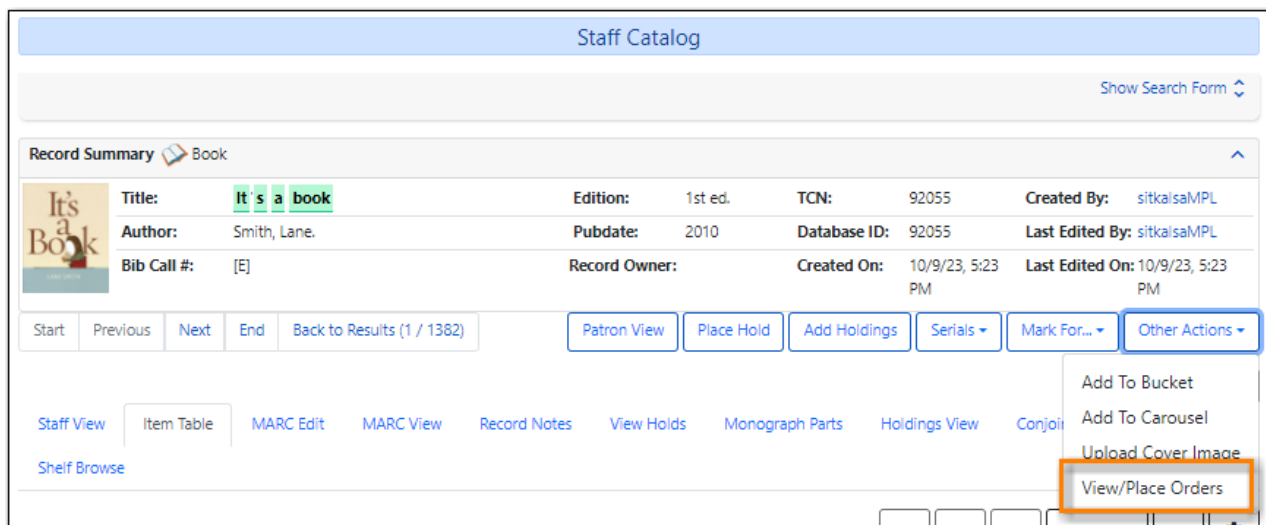 Staff Catalog
Show Search Form
Record Summary Book
It's a Book
Title: It's a book Edition: 1st ed. TCN: 92055 Created By: sitkaisaMPL
Author: Smith, Lane. Pubdate: 2010 Database ID: 92055 Last Edited By: sitkaisaMPL
Bib Call #: [E] Record Owner: Created On: 10/9/23, 5:23 PM Last Edited On: 10/9/23, 5:23 PM
Start Previous Next End Back to Results (1 / 1382) Patron View Place Hold Add Holdings Serials Mark For... Other Actions
Add To Bucket
Add To Carousel
Upload Cover Image
View/Place Orders
Staff View Item Table MARC Edit MARC View Record Notes View Holds Monograph Parts Holdings View Conjoi
Shelf Browse